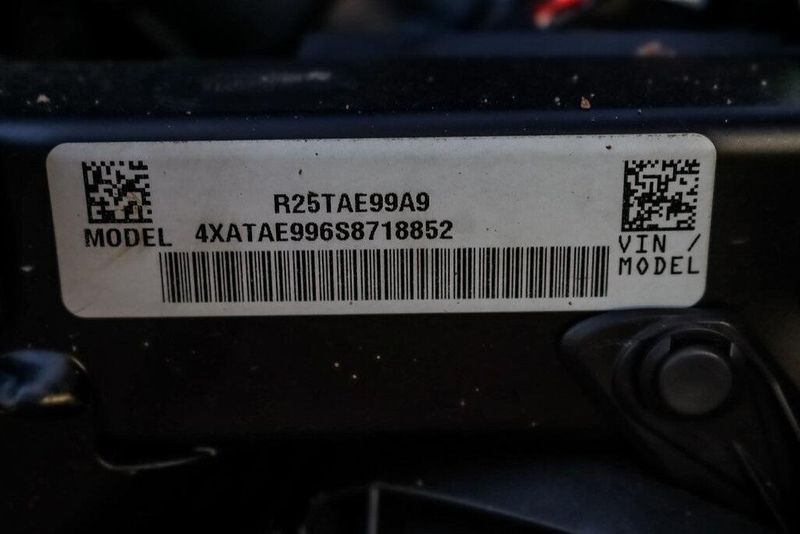 R25TAE99A9
MODEL 4XATAE996S8718852
VIN /
MODEL